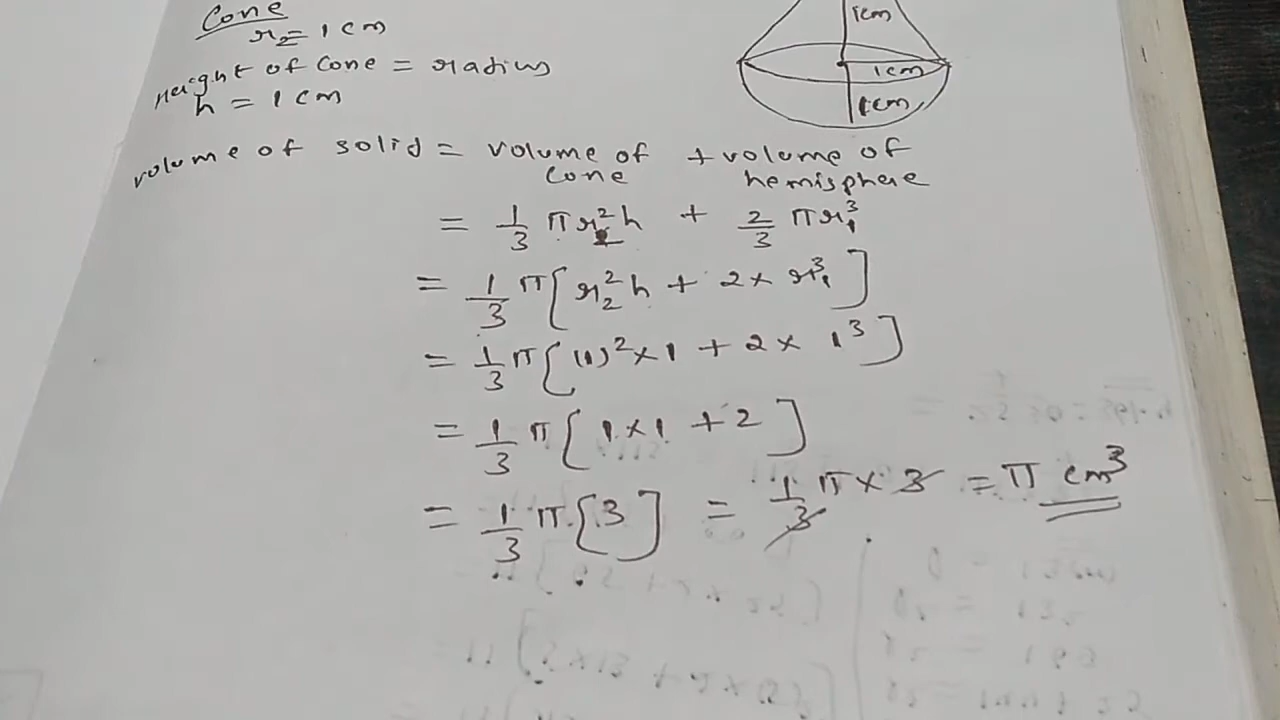 Cone
r₂ = 1 cm
Height of Cone = radius
h = 1 cm
1cm
1cm
1cm
volume of solid = volume of cone + volume of hemisphere
= 1/3 πr₂²h + 2/3 πr₁³
= 1/3 π[r₂²h + 2 × r₁³]
= 1/3 π[(1)² × 1 + 2 × 1³]
= 1/3 π[1 × 1 + 2]
= 1/3 π[3] = 1/3 π × 3 = π cm³